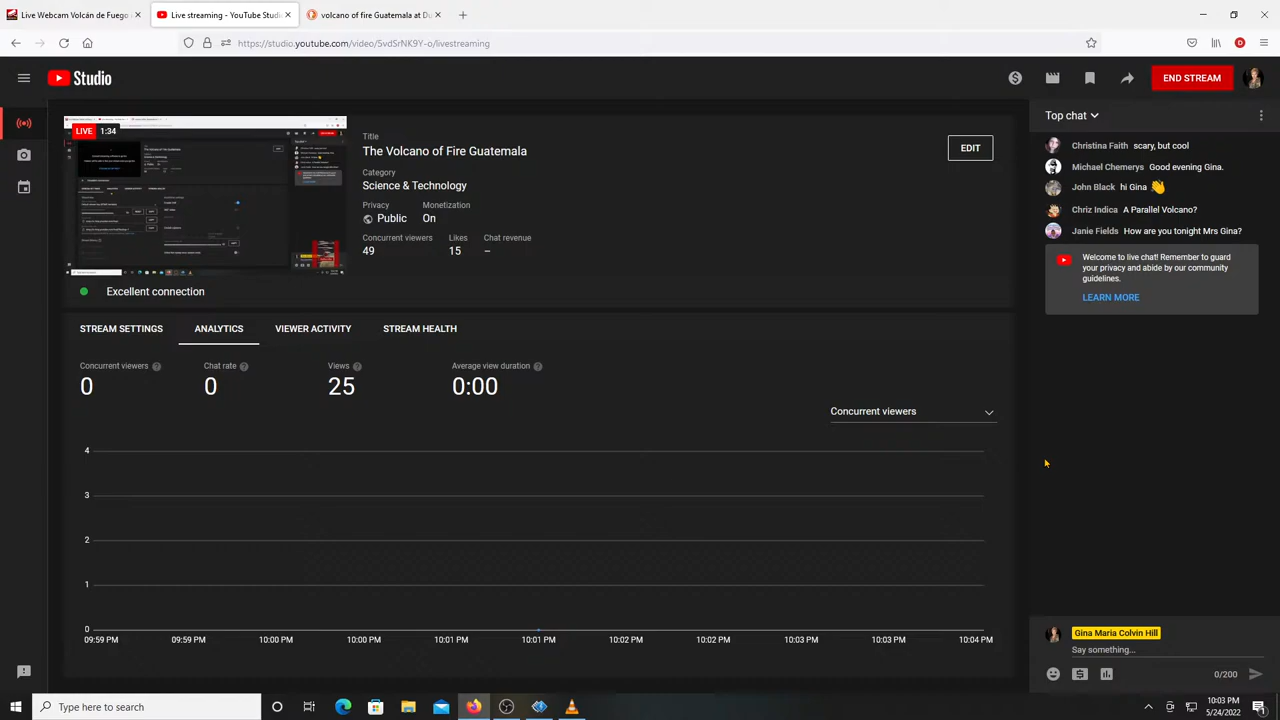 Live Webcam Volcán de Fuego
Live streaming - YouTube Studi
volcano of fire Guatemala at Du
https://studio.youtube.com/video/5vdSrNK9Y-o/livestreaming
Studio
END STREAM
LIVE 1:34
Title
The Volcano of Fire Guatemala
EDIT
Category
Science & Technology
Privacy Monetization
Public On
Concurrent viewers Likes Chat revenue
49 15 –
Excellent connection
STREAM SETTINGS ANALYTICS VIEWER ACTIVITY STREAM HEALTH
Concurrent viewers Chat rate Views Average view duration
0 0 25 0:00
Concurrent viewers
4
3
2
1
0
09:59 PM 09:59 PM 10:00 PM 10:00 PM 10:01 PM 10:01 PM 10:02 PM 10:02 PM 10:03 PM 10:03 PM 10:04 PM
Top chat
Christina Faith scary, but cool
Michael Chemerys Good evening Gina.
John Black hi Gina 👋
Chriz Indica A Parallel Volcano?
Janie Fields How are you tonight Mrs Gina?
Welcome to live chat! Remember to guard
your privacy and abide by our community
guidelines.
LEARN MORE
Gina Maria Colvin Hill
Say something...
0/200
Type here to search
10:03 PM
5/24/2022